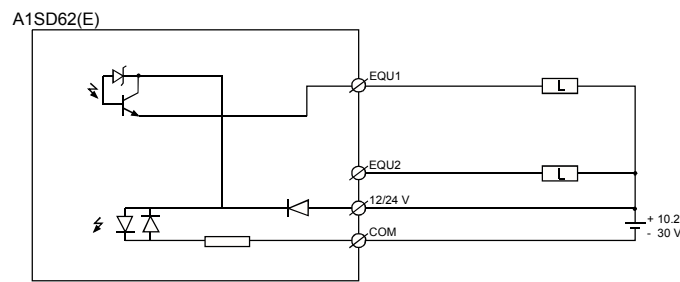 A1SD62(E)
EQU1
L
EQU2
L
12/24 V
+ 10.2
- 30 V
COM